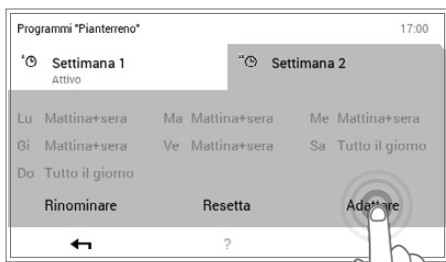 Programmi "Pianterreno" 17:00
Settimana 1 Settimana 2
Attivo
Lu Mattina+sera Ma Mattina+sera Me Mattina+sera
Gi Mattina+sera Ve Mattina+sera Sa Tutto il giorno
Do Tutto il giorno
Rinominare Resetta Adattare
?